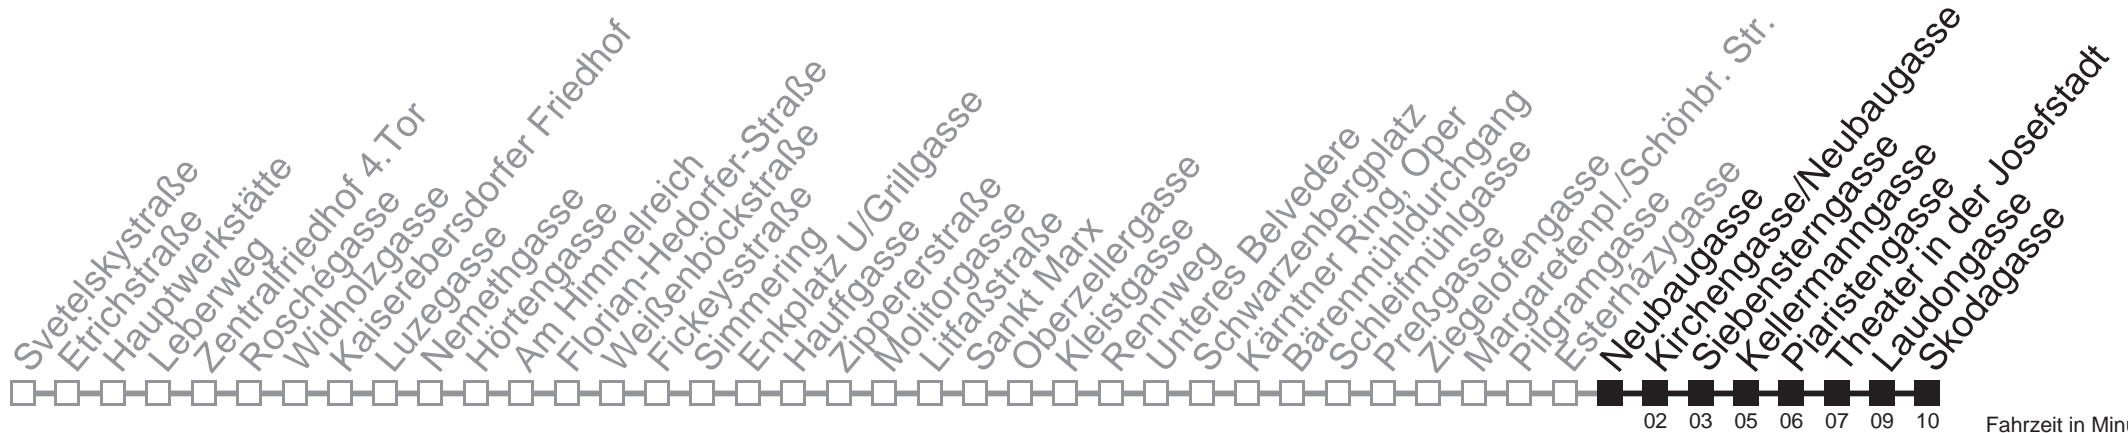 Svetelskystraße
Etrichstraße
Hauptwerkstätte
Leberweg
Zentralfriedhof 4.Tor
Roschégasse
Widholzgasse
Kaiserebersdorfer Friedhof
Luzegasse
Nemethgasse
Hörtengasse
Am Himmelreich
Florian-Hedorfer-Straße
Weißenböckstraße
Fickeysstraße
Simmering
Enkplatz U/Grillgasse
Hauffgasse
Zippererstraße
Molitorgasse
Litfaßstraße
Sankt Marx
Oberzellergasse
Kleistgasse
Rennweg
Unteres Belvedere
Schwarzenbergplatz
Kärntner Ring, Oper
Bärenmühldurchgang
Schleifmühlgasse
Preßgasse
Ziegelofengasse
Margaretenpl./Schönbr. Str.
Pilgramgasse
Esterházygasse
Neubaugasse
Kirchengasse/Neubaugasse
Siebensterngasse
Kellermanngasse
Piaristengasse
Theater in der Josefstadt
Laudongasse
Skodagasse
02 03 05 06 07 09 10
Fahrzeit in Min